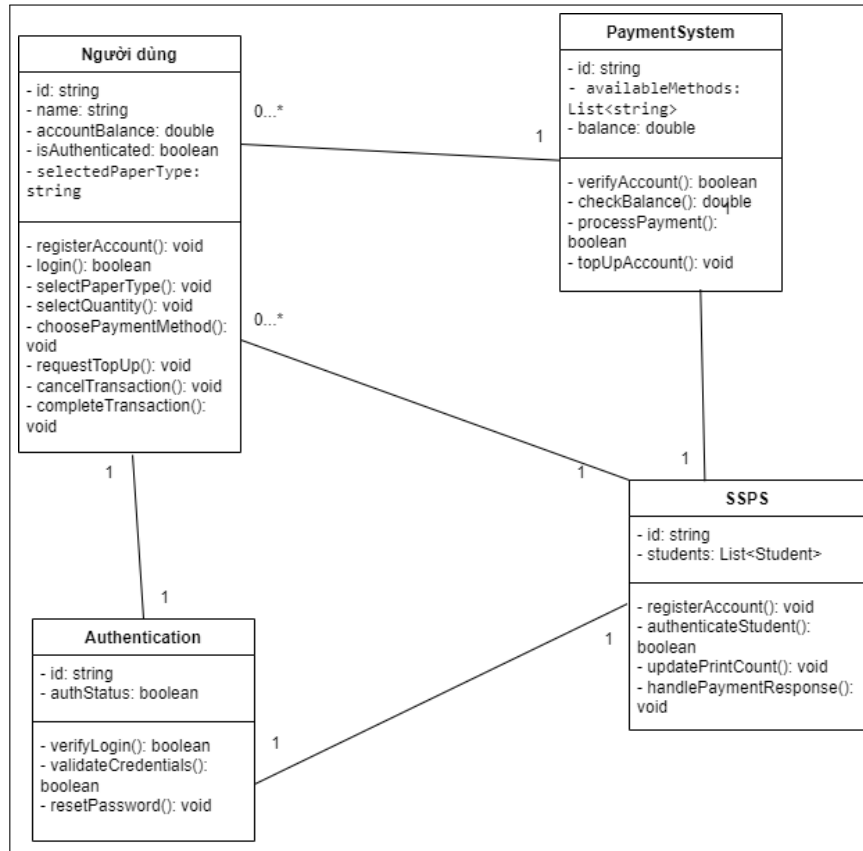 Người dùng
- id: string
- name: string
- accountBalance: double
- isAuthenticated: boolean
- selectedPaperType:
string
- registerAccount(): void
- login(): boolean
- selectPaperType(): void
- selectQuantity(): void
- choosePaymentMethod():
void
- requestTopUp(): void
- cancelTransaction(): void
- completeTransaction():
void
0...*
1
PaymentSystem
- id: string
- availableMethods:
List<string>
- balance: double
- verifyAccount(): boolean
- checkBalance(): double
- processPayment():
boolean
- topUpAccount(): void
0...*
1
1
SSPS
- id: string
- students: List<Student>
- registerAccount(): void
- authenticateStudent():
boolean
- updatePrintCount(): void
- handlePaymentResponse():
void
1
1
Authentication
- id: string
- authStatus: boolean
- verifyLogin(): boolean
- validateCredentials():
boolean
- resetPassword(): void
1
1